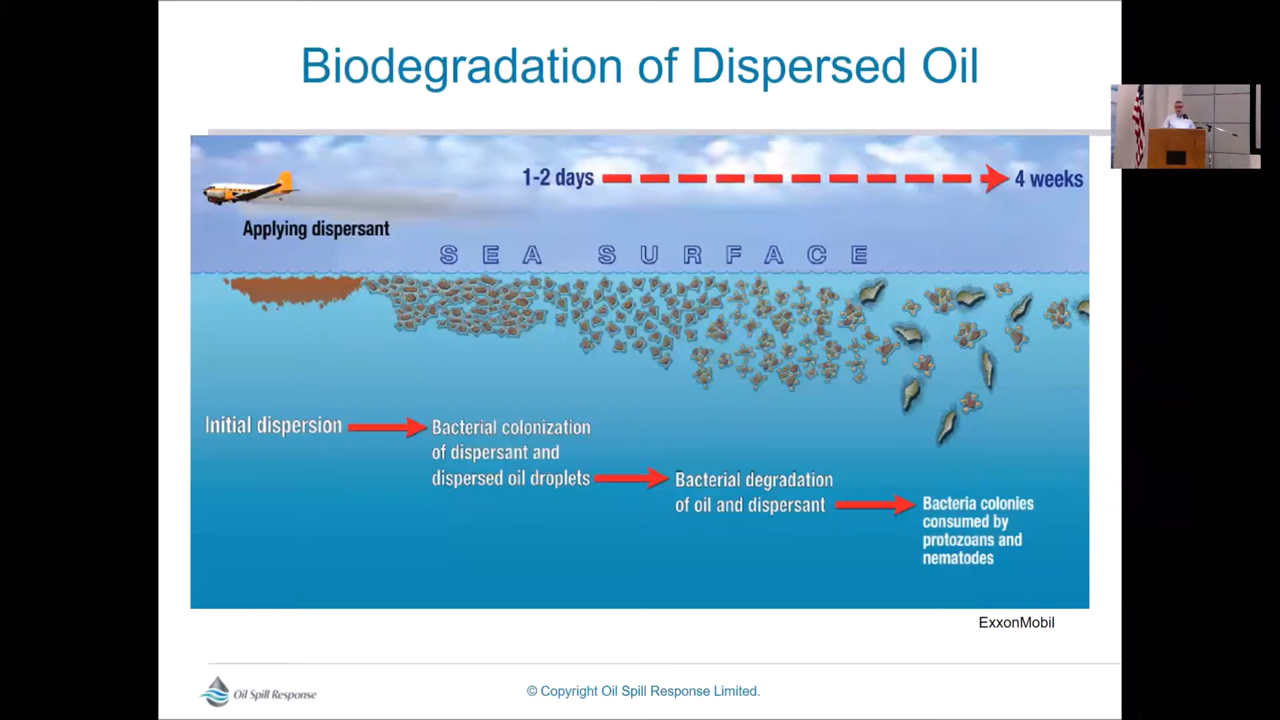 Biodegradation of Dispersed Oil
1-2 days
4 weeks
Applying dispersant
SEA SURFACE
Initial dispersion
Bacterial colonization
of dispersant and
dispersed oil droplets
Bacterial degradation
of oil and dispersant
Bacteria colonies
consumed by
protozoans and
nematodes
ExxonMobil
Oil Spill Response
© Copyright Oil Spill Response Limited.